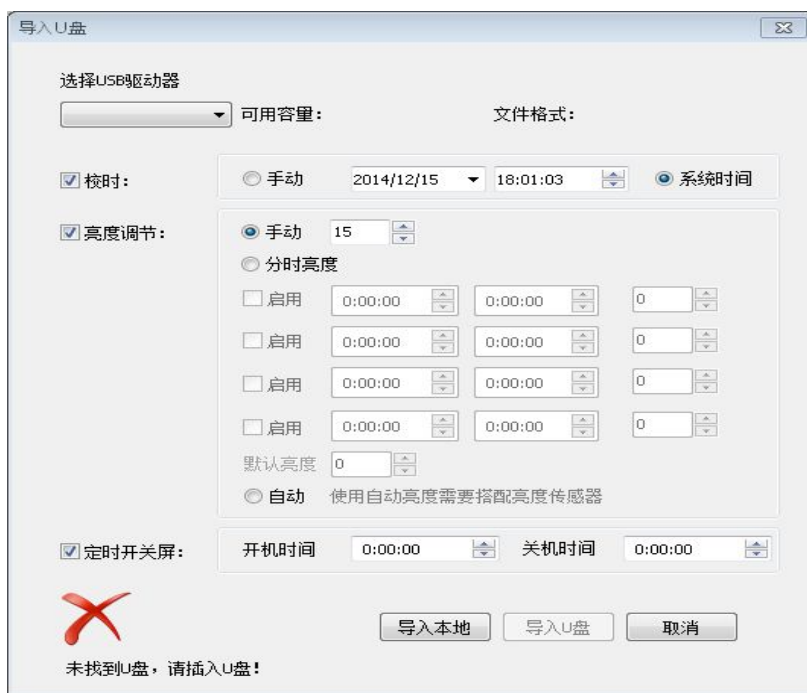 导入U盘
选择USB驱动器
可用容量： 文件格式：
校时： 手动 2014/12/15 18:01:03 系统时间
亮度调节： 手动 15
分时亮度
启用 0:00:00 0:00:00 0
启用 0:00:00 0:00:00 0
启用 0:00:00 0:00:00 0
启用 0:00:00 0:00:00 0
默认亮度 0
自动 使用自动亮度需要搭配亮度传感器
定时开关屏： 开机时间 0:00:00 关机时间 0:00:00
导入本地 导入U盘 取消
未找到U盘，请插入U盘！